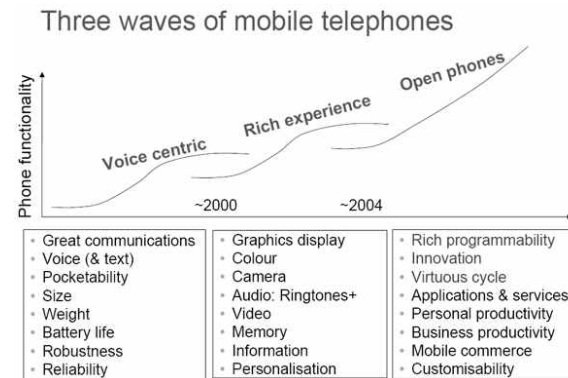 Three waves of mobile telephones
Phone functionality
Voice centric
Rich experience
Open phones
~2000
~2004
Great communications
Voice (& text)
Pocketability
Size
Weight
Battery life
Robustness
Reliability
Graphics display
Colour
Camera
Audio: Ringtones+
Video
Memory
Information
Personalisation
Rich programmability
Innovation
Virtuous cycle
Applications & services
Personal productivity
Business productivity
Mobile commerce
Customisability